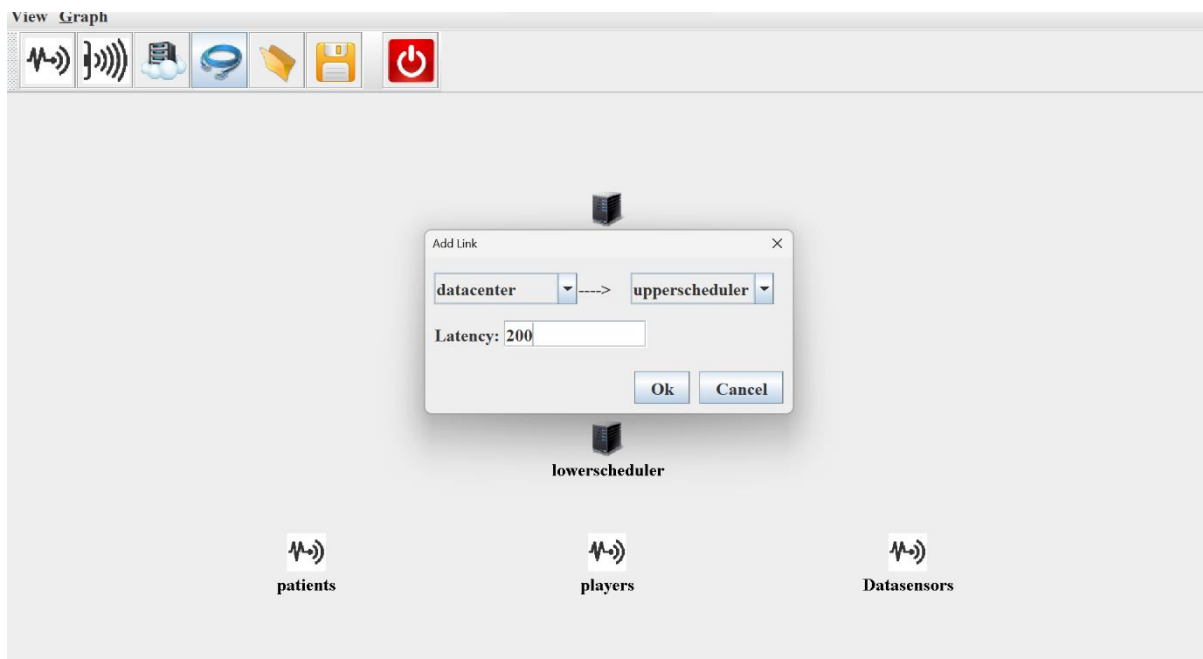 View Graph
Add Link
datacenter ----> upperscheduler
Latency: 200
Ok Cancel
lowerscheduler
patients players Datasensors